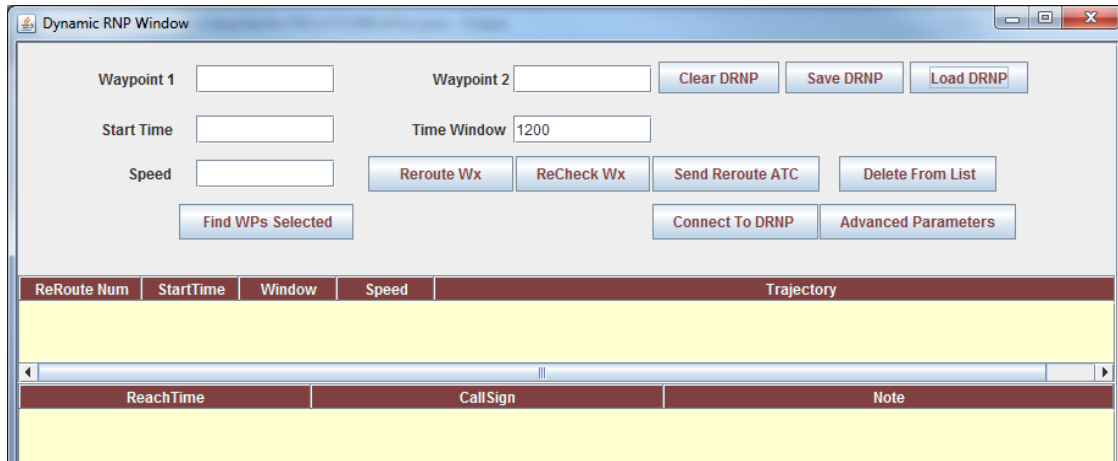 Dynamic RNP Window
Waypoint 1 Waypoint 2 Clear DRNP Save DRNP Load DRNP
Start Time Time Window 1200
Speed Reroute Wx ReCheck Wx Send Reroute ATC Delete From List
Find WPs Selected Connect To DRNP Advanced Parameters
ReRoute Num StartTime Window Speed Trajectory
ReachTime CallSign Note